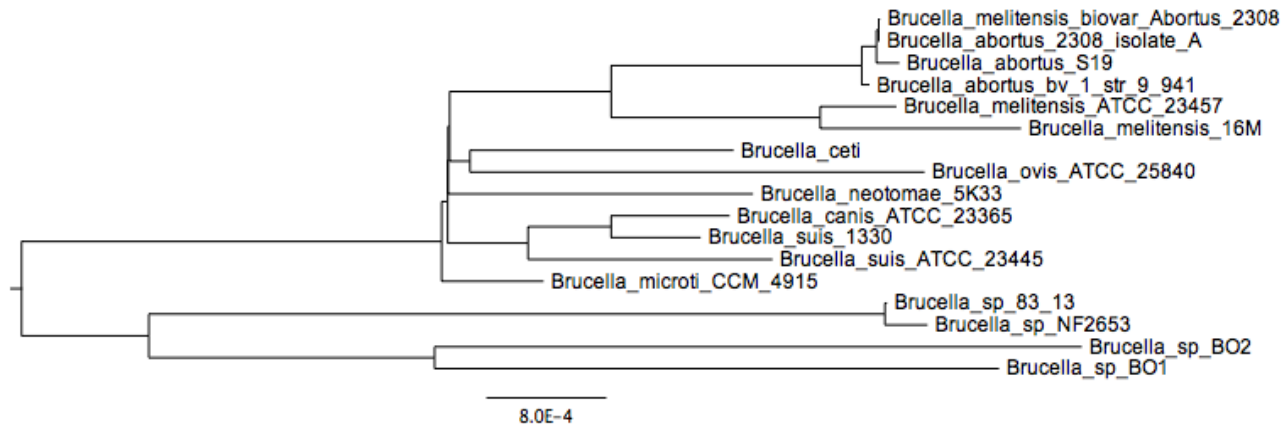 Brucella_melitensis_biovar_Abortus_2308
Brucella_abortus_2308_isolate_A
Brucella_abortus_S19
Brucella_abortus_bv_1_str_9_941
Brucella_melitensis_ATCC_23457
Brucella_melitensis_16M
Brucella_ceti
Brucella_ovis_ATCC_25840
Brucella_neotomae_5K33
Brucella_canis_ATCC_23365
Brucella_suis_1330
Brucella_suis_ATCC_23445
Brucella_microti_CCM_4915
Brucella_sp_83_13
Brucella_sp_NF2653
Brucella_sp_BO2
Brucella_sp_BO1
8.0E-4